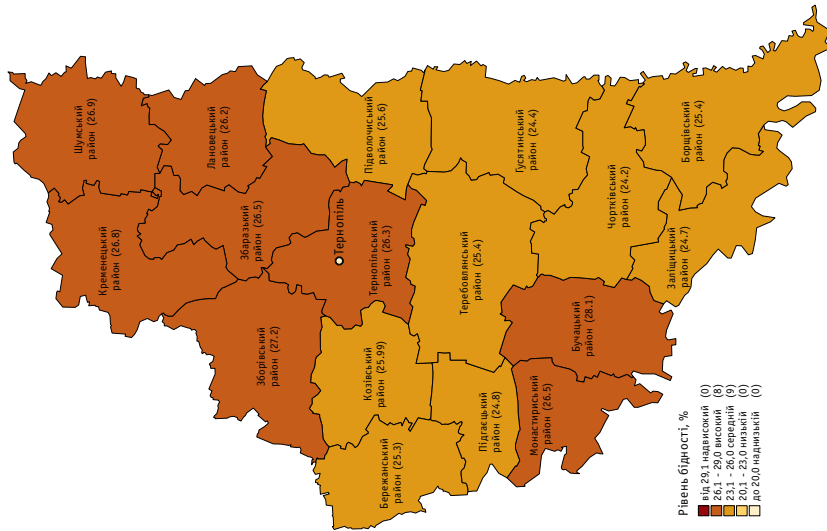 Шумський
район (26.9)
Лановецький
район (26.2)
Кременецький
район (26.8)
Збаразький
район (26.5)
Підволочиський
район (25.6)
Тернопіль
Тернопільський
район (26.3)
Зборівський
район (27.2)
Козівський
район (25.99)
Бережанський
район (25.3)
Підгаєцький
район (24.8)
Теребовлянський
район (25.4)
Гусятинський
район (24.4)
Чортківський
район (24.2)
Борщівський
район (25.4)
Заліщицький
район (24.7)
Бучацький
район (28.1)
Монастириський
район (26.5)
Рівень бідності, %
від 29,1 надвисокий (0)
26,1 - 29,0 високий (8)
23,1 - 26,0 середній (9)
20,1 - 23,0 низькій (0)
до 20,0 наднизькій (0)